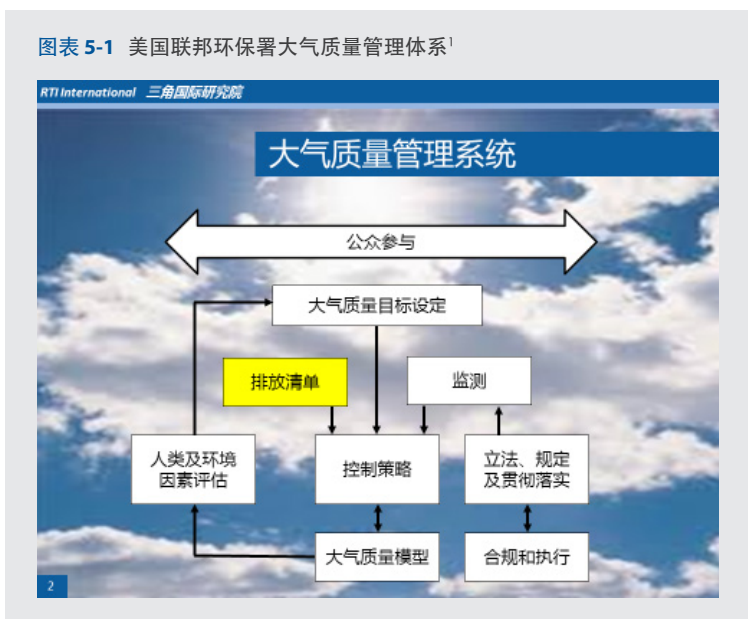 图表 5-1 美国联邦环保署大气质量管理体系1
RTI International 三角国际研究院
大气质量管理系统
公众参与
大气质量目标设定
排放清单
监测
人类及环境
因素评估
控制策略
立法、规定
及贯彻落实
大气质量模型
合规和执行
2